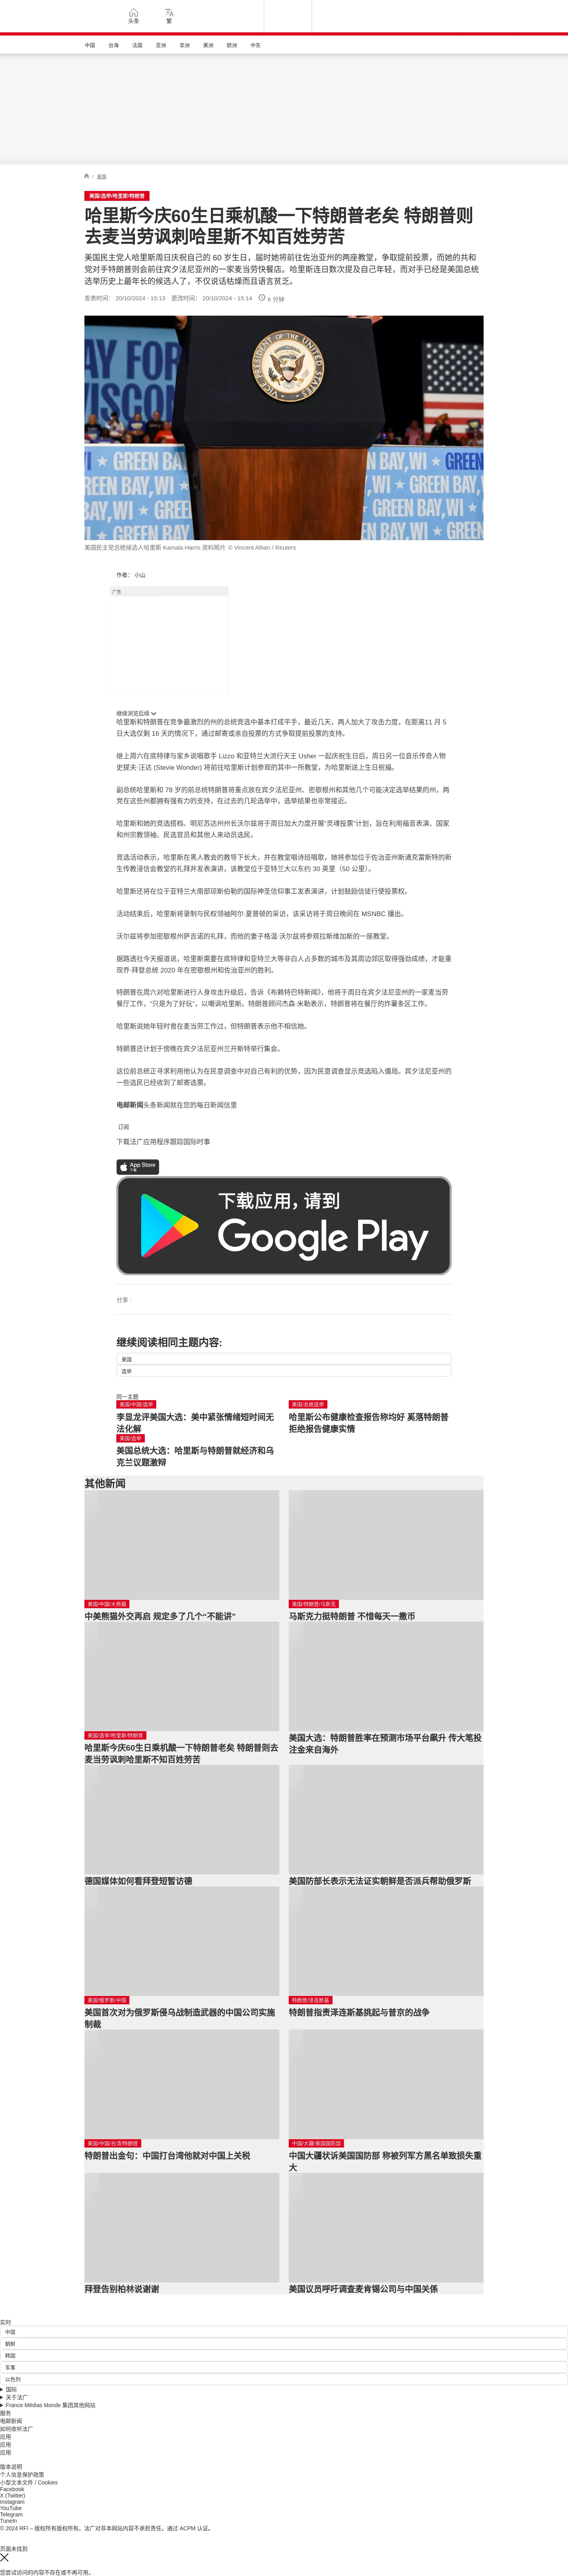 头条
繁
中国 台海 法国 亚洲 非洲 美洲 欧洲 中东
/ 美国
美国/选举/哈里斯/特朗普
哈里斯今庆60生日乘机酸一下特朗普老矣 特朗普则
去麦当劳讽刺哈里斯不知百姓劳苦
美国民主党人哈里斯周日庆祝自己的 60 岁生日，届时她将前往佐治亚州的两座教堂，争取提前投票，而她的共和
党对手特朗普则会前往宾夕法尼亚州的一家麦当劳快餐店。哈里斯连日数次提及自己年轻，而对手已经是美国总统
选举历史上最年长的候选人了，不仅说话枯燥而且语言贫乏。
发表时间： 20/10/2024 - 15:13 更改时间： 20/10/2024 - 15:14 6 分钟
BAY FOR
WISCO
GREEN BAY, WI
美国民主党总统候选人哈里斯 Kamala Harris 资料照片 © Vincent Alban / Reuters
作者： 小山
广告
继续浏览后续
哈里斯和特朗普在竞争最激烈的州的总统竞选中基本打成平手，最近几天，两人加大了攻击力度，在距离11 月 5
日大选仅剩 16 天的情况下，通过邮寄或亲自投票的方式争取提前投票的支持。
继上周六在底特律与家乡说唱歌手 Lizzo 和亚特兰大流行天王 Usher 一起庆祝生日后，周日另一位音乐传奇人物
史提夫·汪达 (Stevie Wonder) 将前往哈里斯计划参观的其中一所教堂，为哈里斯送上生日祝福。
副总统哈里斯和 78 岁的前总统特朗普将重点放在宾夕法尼亚州、密歇根州和其他几个可能决定选举结果的州，两
党在这些州都拥有强有力的支持，在过去的几轮选举中，选举结果也非常接近。
哈里斯和她的竞选搭档、明尼苏达州州长沃尔兹将于周日加大力度开展“灵魂投票”计划，旨在利用福音表演、国家
和州宗教领袖、民选官员和其他人来动员选民。
竞选活动表示，哈里斯在黑人教会的教导下长大，并在教堂唱诗班唱歌，她将参加位于佐治亚州斯通克雷斯特的新
生传教浸信会教堂的礼拜并发表演讲，该教堂位于亚特兰大以东约 30 英里（50 公里）。
哈里斯还将在位于亚特兰大南部琼斯伯勒的国际神圣信仰事工发表演讲，计划鼓励信徒行使投票权。
活动结束后，哈里斯将录制与民权领袖阿尔·夏普顿的采访，该采访将于周日晚间在 MSNBC 播出。
沃尔兹将参加密歇根州萨吉诺的礼拜，而他的妻子格温·沃尔兹将参观拉斯维加斯的一座教堂。
据路透社今天报道说，哈里斯需要在底特律和亚特兰大等非白人占多数的城市及其周边郊区取得强劲成绩，才能重
现乔·拜登总统 2020 年在密歇根州和佐治亚州的胜利。
特朗普在周六对哈里斯进行人身攻击升级后，告诉《布赖特巴特新闻》，他将于周日在宾夕法尼亚州的一家麦当劳
餐厅工作，“只是为了好玩”，以嘲讽哈里斯。特朗普顾问杰森·米勒表示，特朗普将在餐厅的炸薯条区工作。
哈里斯说她年轻时曾在麦当劳工作过，但特朗普表示他不相信她。
特朗普还计划于傍晚在宾夕法尼亚州兰开斯特举行集会。
这位前总统正寻求利用他认为在民意调查中对自己有利的优势，因为民意调查显示竞选陷入僵局。宾夕法尼亚州的
一些选民已经收到了邮寄选票。
电邮新闻头条新闻就在您的每日新闻信里
订阅
下载法广应用程序跟踪国际时事
App Store
下载
下载应用，请到
Google Play
分享 :
继续阅读相同主题内容:
美国
选举
同一主题
美国/中国/选举
李显龙评美国大选：美中紧张情绪短时间无
法化解
美国/总统选举
哈里斯公布健康检查报告称均好 奚落特朗普
拒绝报告健康实情
美国/选举
美国总统大选：哈里斯与特朗普就经济和乌
克兰议题激辩
其他新闻
美国/中国/大熊猫
中美熊猫外交再启 规定多了几个“不能讲”
美国/特朗普/马斯克
马斯克力挺特朗普 不惜每天一撒币
美国/选举/哈里斯/特朗普
哈里斯今庆60生日乘机酸一下特朗普老矣 特朗普则去
麦当劳讽刺哈里斯不知百姓劳苦
美国大选：特朗普胜率在预测市场平台飙升 传大笔投
注金来自海外
德国媒体如何看拜登短暂访德
美国防部长表示无法证实朝鲜是否派兵帮助俄罗斯
美国/俄罗斯/中国
美国首次对为俄罗斯侵乌战制造武器的中国公司实施
制裁
特朗普/泽连斯基
特朗普指责泽连斯基挑起与普京的战争
美国/中国/台湾/特朗普
特朗普出金句：中国打台湾他就对中国上关税
中国/大疆/美国国防部
中国大疆状诉美国国防部 称被列军方黑名单致损失重
大
拜登告别柏林说谢谢
美国议员呼吁调查麦肯锡公司与中国关係
实时
中国
朝鲜
韩国
军事
以色列
国际
关于法广
France Médias Monde 集团其他网站
服务
电邮新闻
如何收听法广
应用
应用
应用
版本说明
个人信息保护政策
小型文本文件 / Cookies
Facebook
X (Twitter)
Instagram
YouTube
Telegram
TuneIn
© 2024 RFI – 版权所有版权所有。法广对非本网站内容不承担责任。通过 ACPM 认证。
页面未找到
您尝试访问的内容不存在或不再可用。